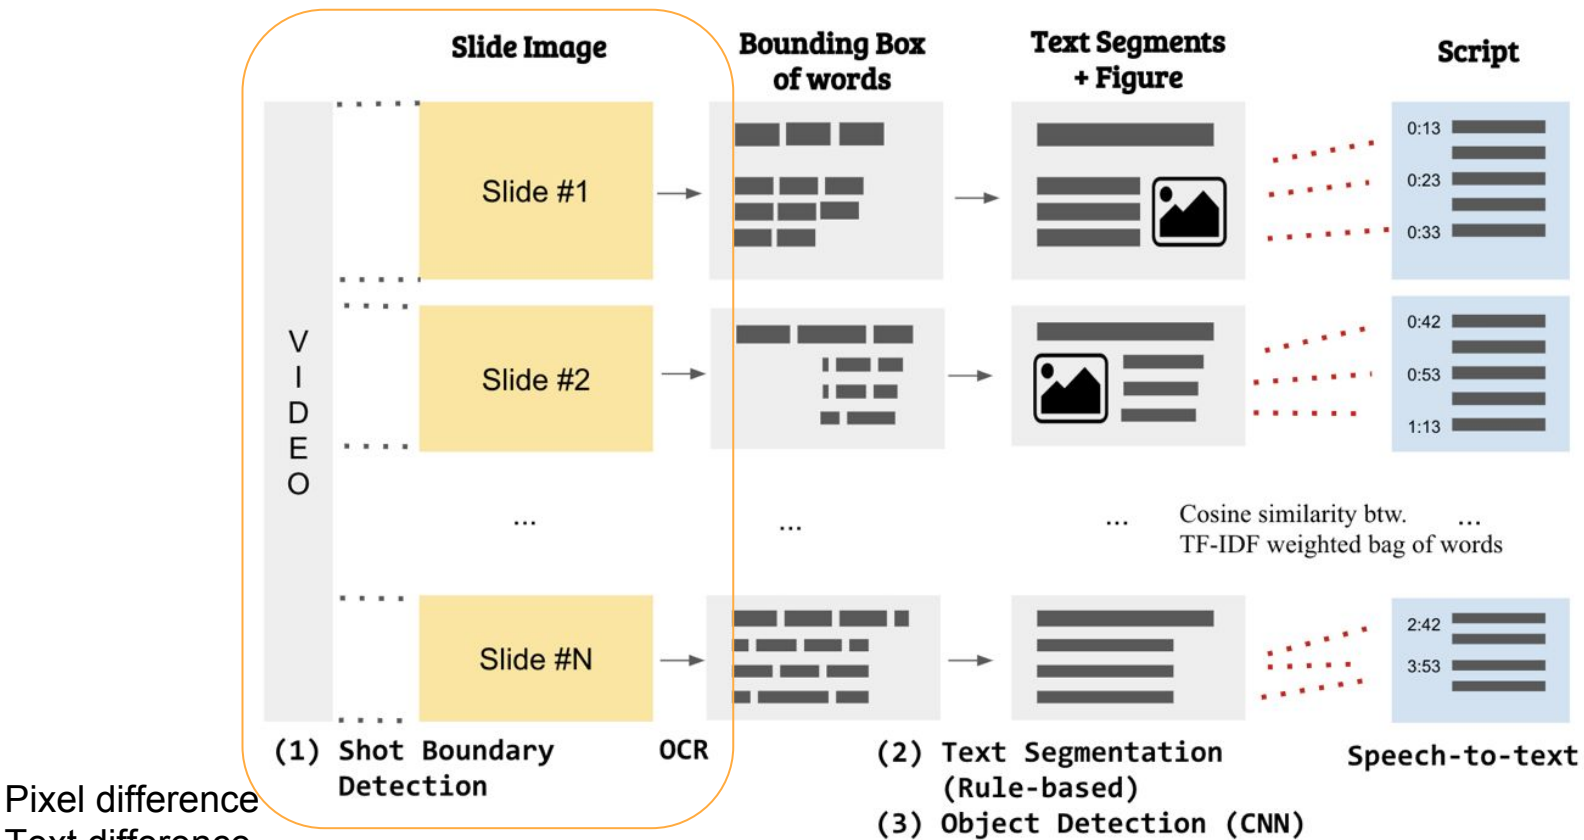 Slide Image
Bounding Box
of words
Text Segments
+ Figure
Script
VIDEO
Slide #1
0:13
0:23
0:33
Slide #2
0:42
0:53
1:13
...
...
...
Cosine similarity btw.
TF-IDF weighted bag of words
...
Slide #N
2:42
3:53
(1) Shot Boundary
Detection
OCR
(2) Text Segmentation
(Rule-based)
(3) Object Detection (CNN)
Speech-to-text
Pixel difference
Text difference